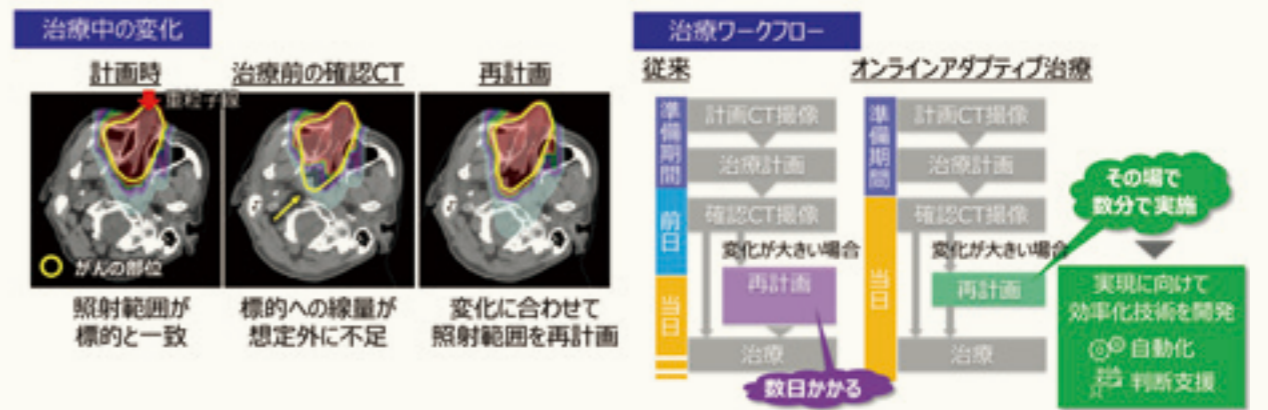 治療中の変化
計画時
治療前の確認CT
再計画
重粒子線
がんの部位
照射範囲が
標的と一致
標的への線量が
想定外に不足
変化に合わせて
照射範囲を再計画
治療ワークフロー
従来
準備期間
前日
当日
計画CT撮像
治療計画
確認CT撮像
変化が大きい場合
再計画
治療
数日かかる
オンラインアダプティブ治療
準備期間
当日
計画CT撮像
治療計画
確認CT撮像
変化が大きい場合
再計画
治療
その場で
数分で実施
実現に向けて
効率化技術を開発
自動化
判断支援